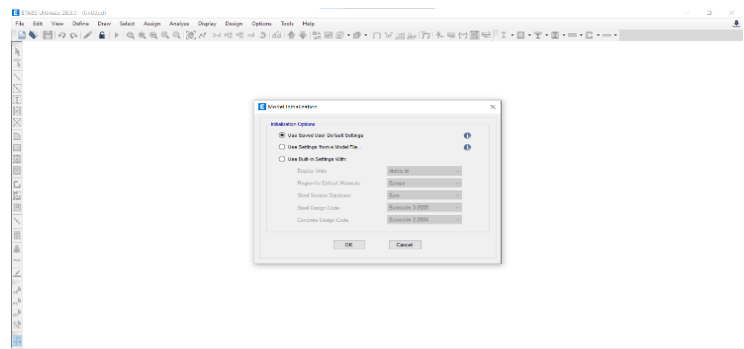 ETABS Ultimate 20.3.0 - (Untitled)
File Edit View Define Draw Select Assign Analyze Display Design Options Tools Help
Model Initialization
Initialization Options
Use Saved User Default Settings
Use Settings from a Model File...
Use Built-in Settings With:
Display Units Metric SI
Region for Default Materials Europe
Steel Section Database Euro
Steel Design Code Eurocode 3-2005
Concrete Design Code Eurocode 2-2004
OK Cancel